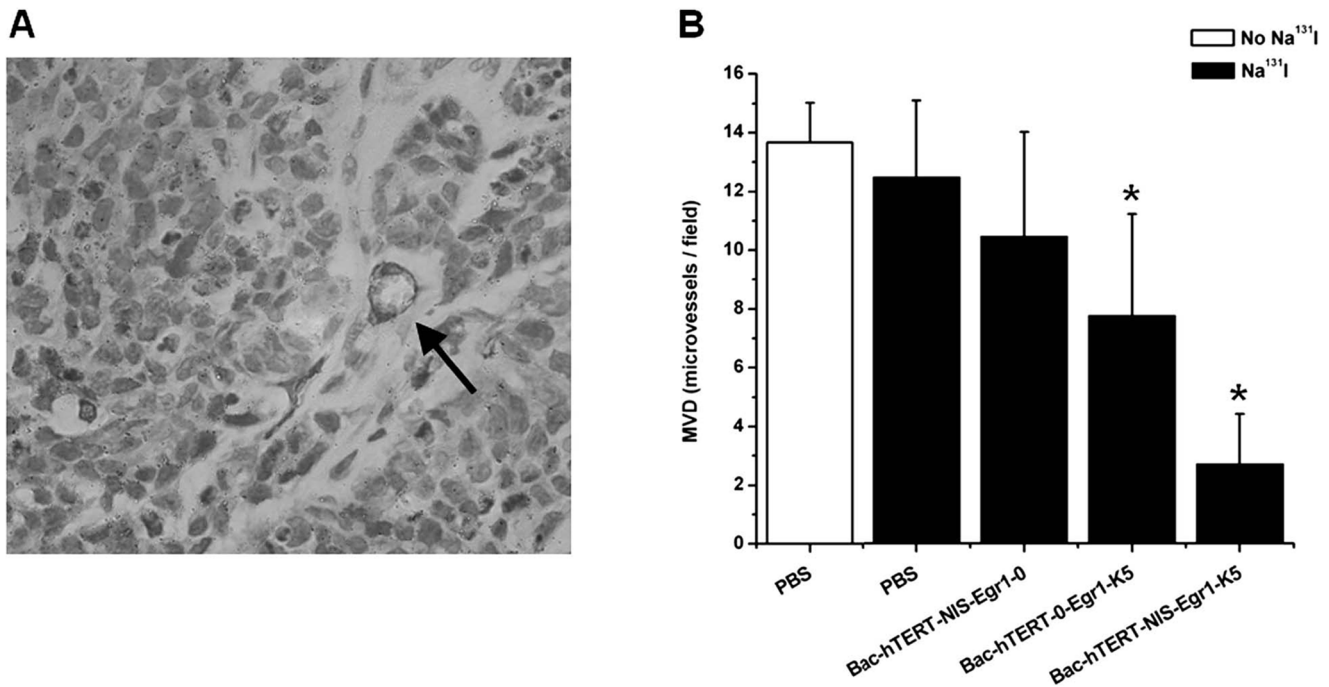 A
B
No Na¹³¹I
Na¹³¹I
MVD (microvessels / field)
16
14
12
10
8
6
4
2
0
*
*
PBS
PBS
Bac-hTERT-NIS-Egr1-0
Bac-hTERT-0-Egr1-K5
Bac-hTERT-NIS-Egr1-K5